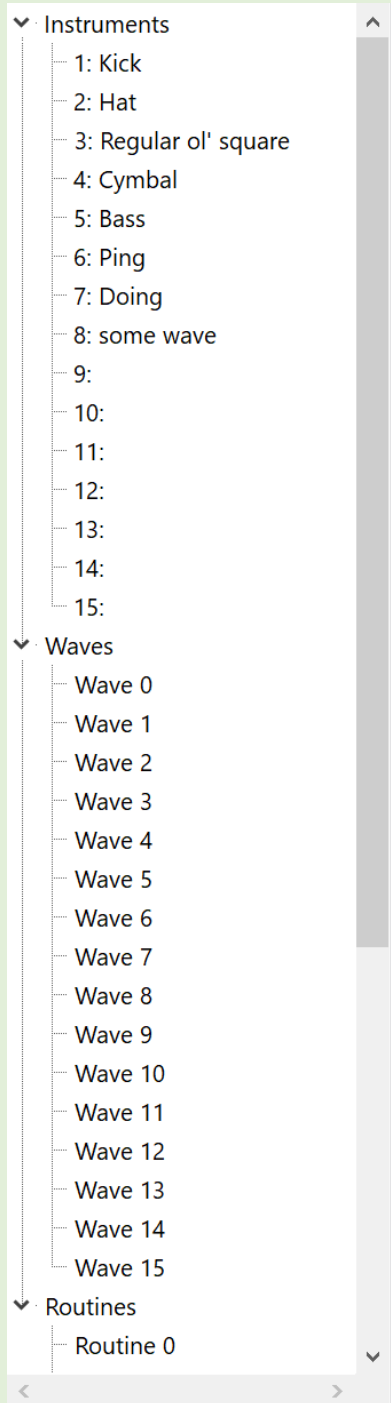 Instruments
1: Kick
2: Hat
3: Regular ol' square
4: Cymbal
5: Bass
6: Ping
7: Doing
8: some wave
9:
10:
11:
12:
13:
14:
15:
Waves
Wave 0
Wave 1
Wave 2
Wave 3
Wave 4
Wave 5
Wave 6
Wave 7
Wave 8
Wave 9
Wave 10
Wave 11
Wave 12
Wave 13
Wave 14
Wave 15
Routines
Routine 0